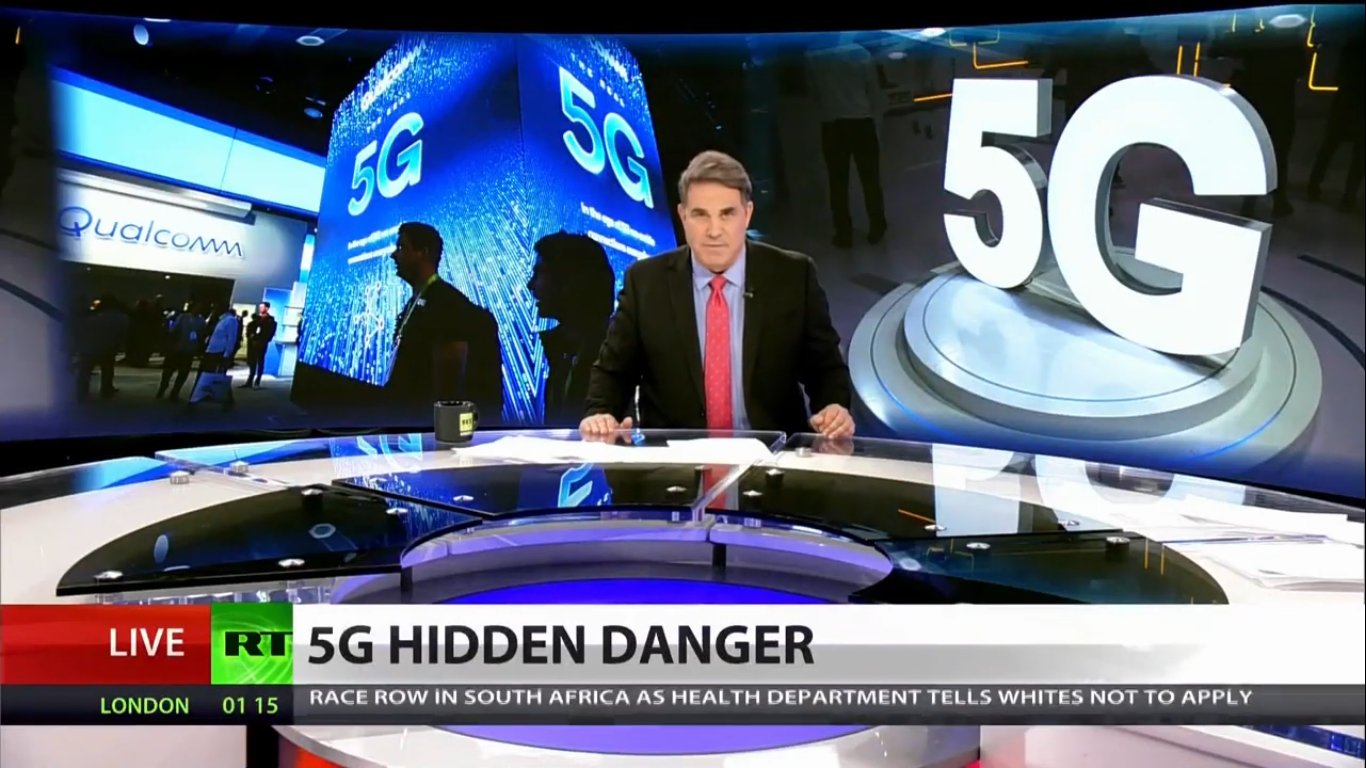 Qualcomm
5G
5G
5G
LIVE
RT
5G HIDDEN DANGER
LONDON
01 15
RACE ROW IN SOUTH AFRICA AS HEALTH DEPARTMENT TELLS WHITES NOT TO APPLY